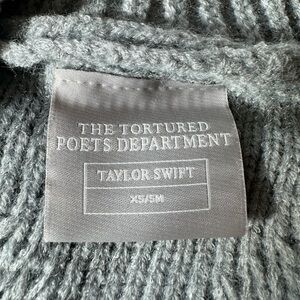 THE TORTURED
POETS DEPARTMENT
TAYLOR SWIFT
XS/SM